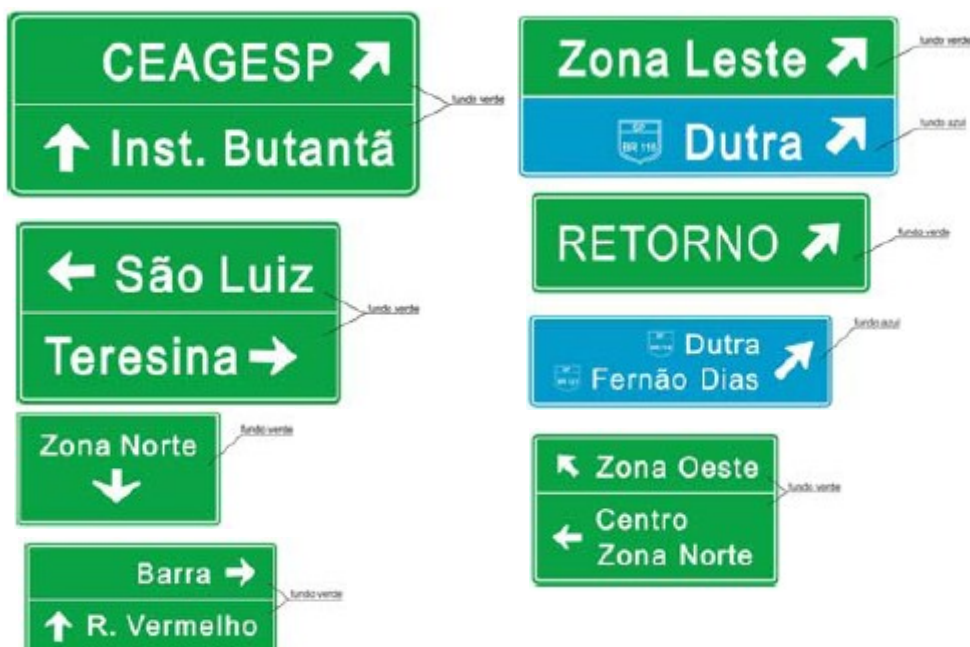 CEAGESP
Inst. Butantã
fundo verde
São Luiz
Teresina
fundo verde
Zona Norte
fundo verde
Barra
R. Vermelho
fundo verde
Zona Leste
fundo verde
SP
BR 116
Dutra
fundo azul
RETORNO
fundo verde
Dutra
Fernão Dias
fundo azul
Zona Oeste
Centro
Zona Norte
fundo verde